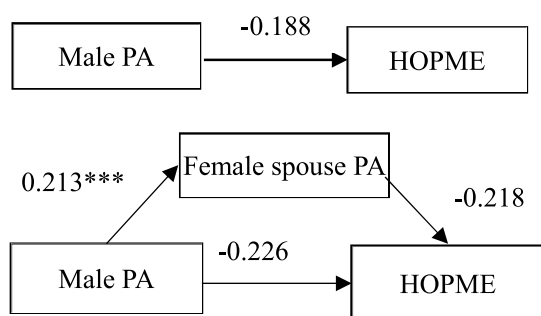 -0.188
Male PA
HOPME
Female spouse PA
0.213***
-0.218
-0.226
Male PA
HOPME